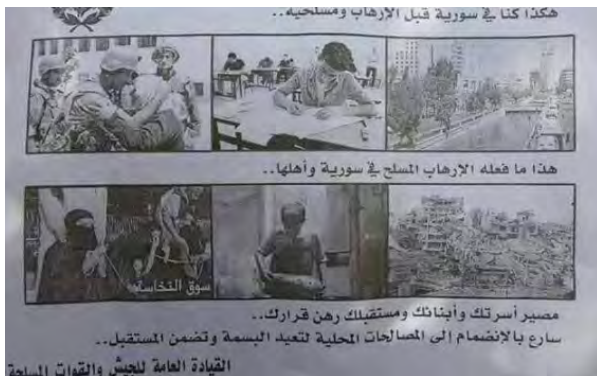 هكذا كنا في سورية قبل الإرهاب ومسلحيه..
هذا ما فعله الإرهاب المسلح في سورية وأهلها..
سوق النخاسة
مصير أسرتك وأبنائك ومستقبلك رهن قرارك..
سارع بالإنضمام إلى المصالحات المحلية لتعيد البسمة وتضمن المستقبل..
القيادة العامة للجيش والقوات المسلحة